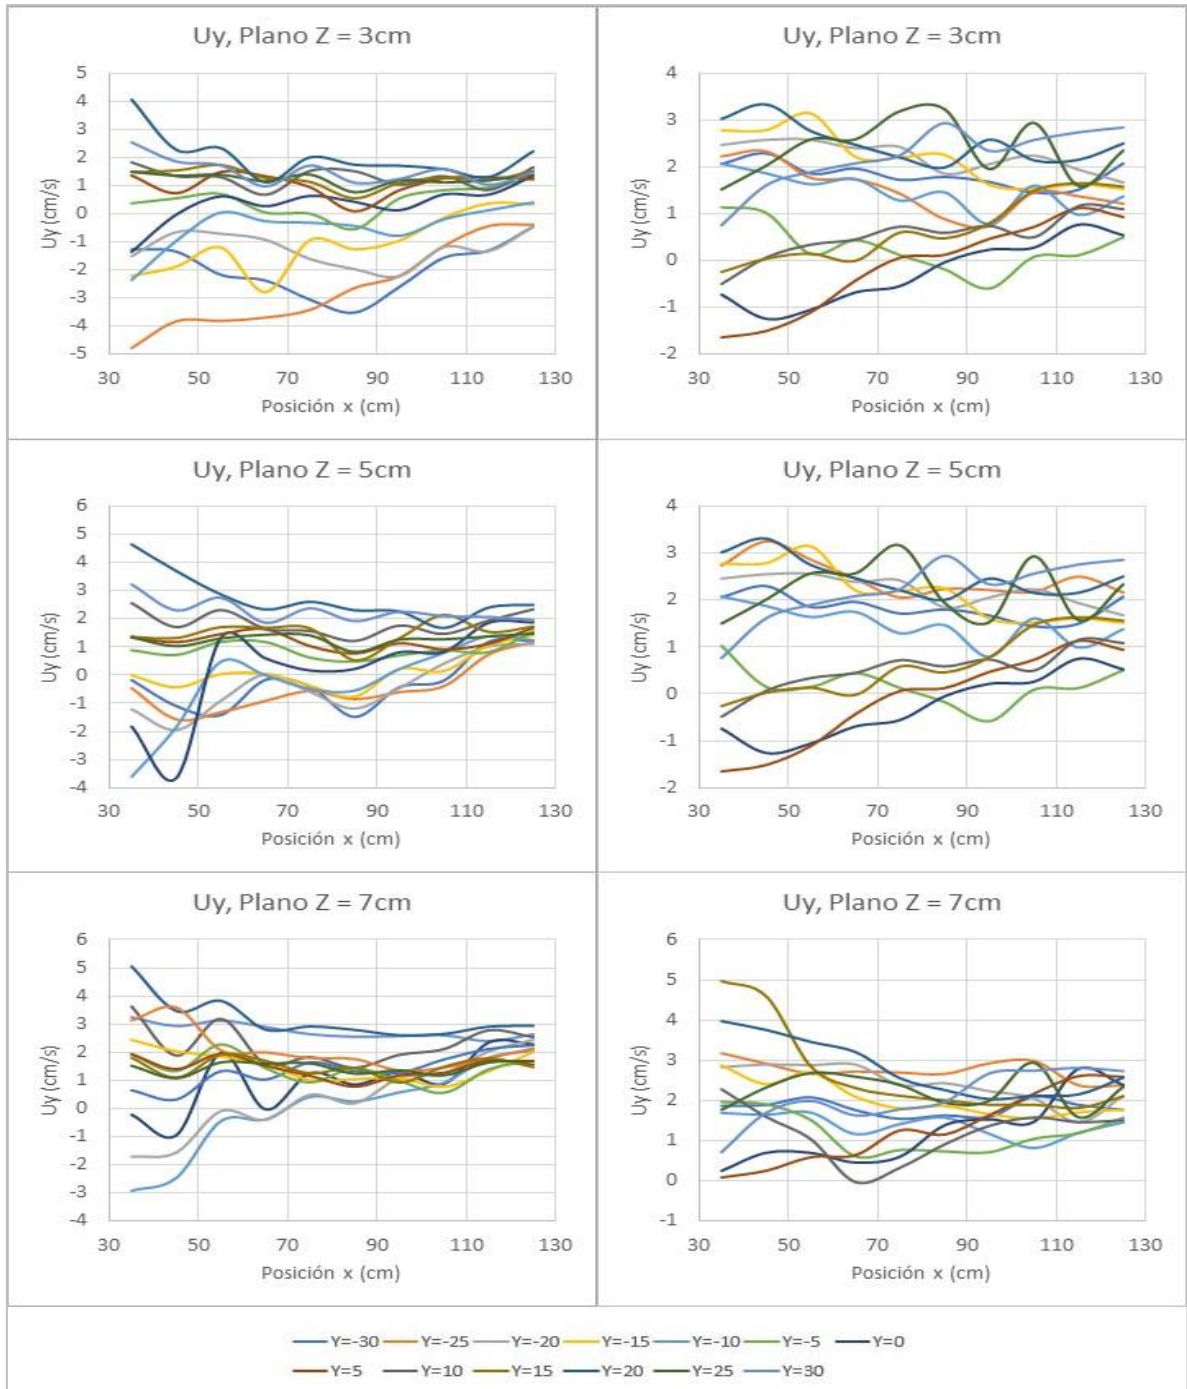 Uy, Plano Z = 3cm
5
4
3
2
1
0
-1
-2
-3
-4
-5
Uy (cm/s)
30 50 70 90 110 130
Posición x (cm)
Uy, Plano Z = 3cm
4
3
2
1
0
-1
-2
Uy (cm/s)
30 50 70 90 110 130
Posición x (cm)
Uy, Plano Z = 5cm
6
5
4
3
2
1
0
-1
-2
-3
-4
Uy (cm/s)
30 50 70 90 110 130
Posición x (cm)
Uy, Plano Z = 5cm
4
3
2
1
0
-1
-2
Uy (cm/s)
30 50 70 90 110 130
Posición x (cm)
Uy, Plano Z = 7cm
6
5
4
3
2
1
0
-1
-2
-3
-4
Uy (cm/s)
30 50 70 90 110 130
Posición x (cm)
Uy, Plano Z = 7cm
6
5
4
3
2
1
0
-1
Uy (cm/s)
30 50 70 90 110 130
Posición x (cm)
Y=-30 Y=-25 Y=-20 Y=-15 Y=-10 Y=-5 Y=0
Y=5 Y=10 Y=15 Y=20 Y=25 Y=30